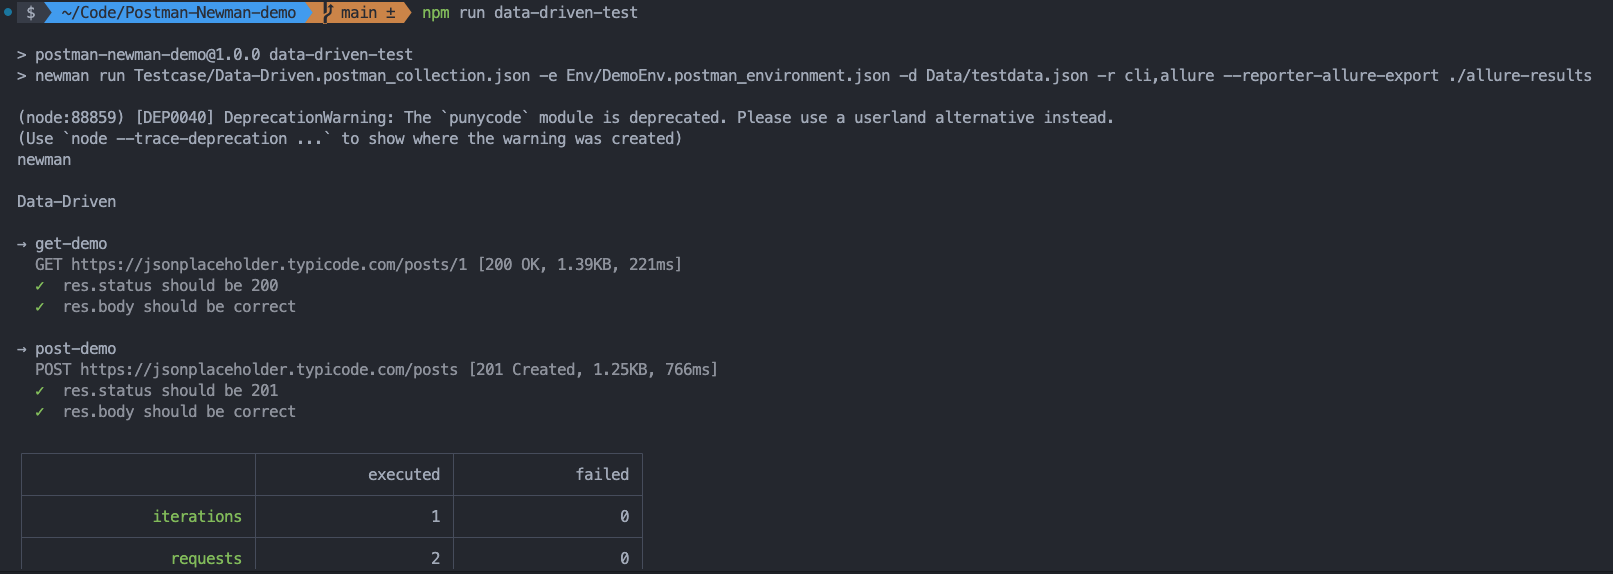 $ ~/Code/Postman-Newman-demo main ± npm run data-driven-test
> postman-newman-demo@1.0.0 data-driven-test
> newman run Testcase/Data-Driven.postman_collection.json -e Env/DemoEnv.postman_environment.json -d Data/testdata.json -r cli,allure --reporter-allure-export ./allure-results
(node:88859) [DEP0040] DeprecationWarning: The `punycode` module is deprecated. Please use a userland alternative instead.
(Use `node --trace-deprecation ...` to show where the warning was created)
newman
Data-Driven
→ get-demo
GET https://jsonplaceholder.typicode.com/posts/1 [200 OK, 1.39KB, 221ms]
✓ res.status should be 200
✓ res.body should be correct
→ post-demo
POST https://jsonplaceholder.typicode.com/posts [201 Created, 1.25KB, 766ms]
✓ res.status should be 201
✓ res.body should be correct
executed failed
iterations 1 0
requests 2 0